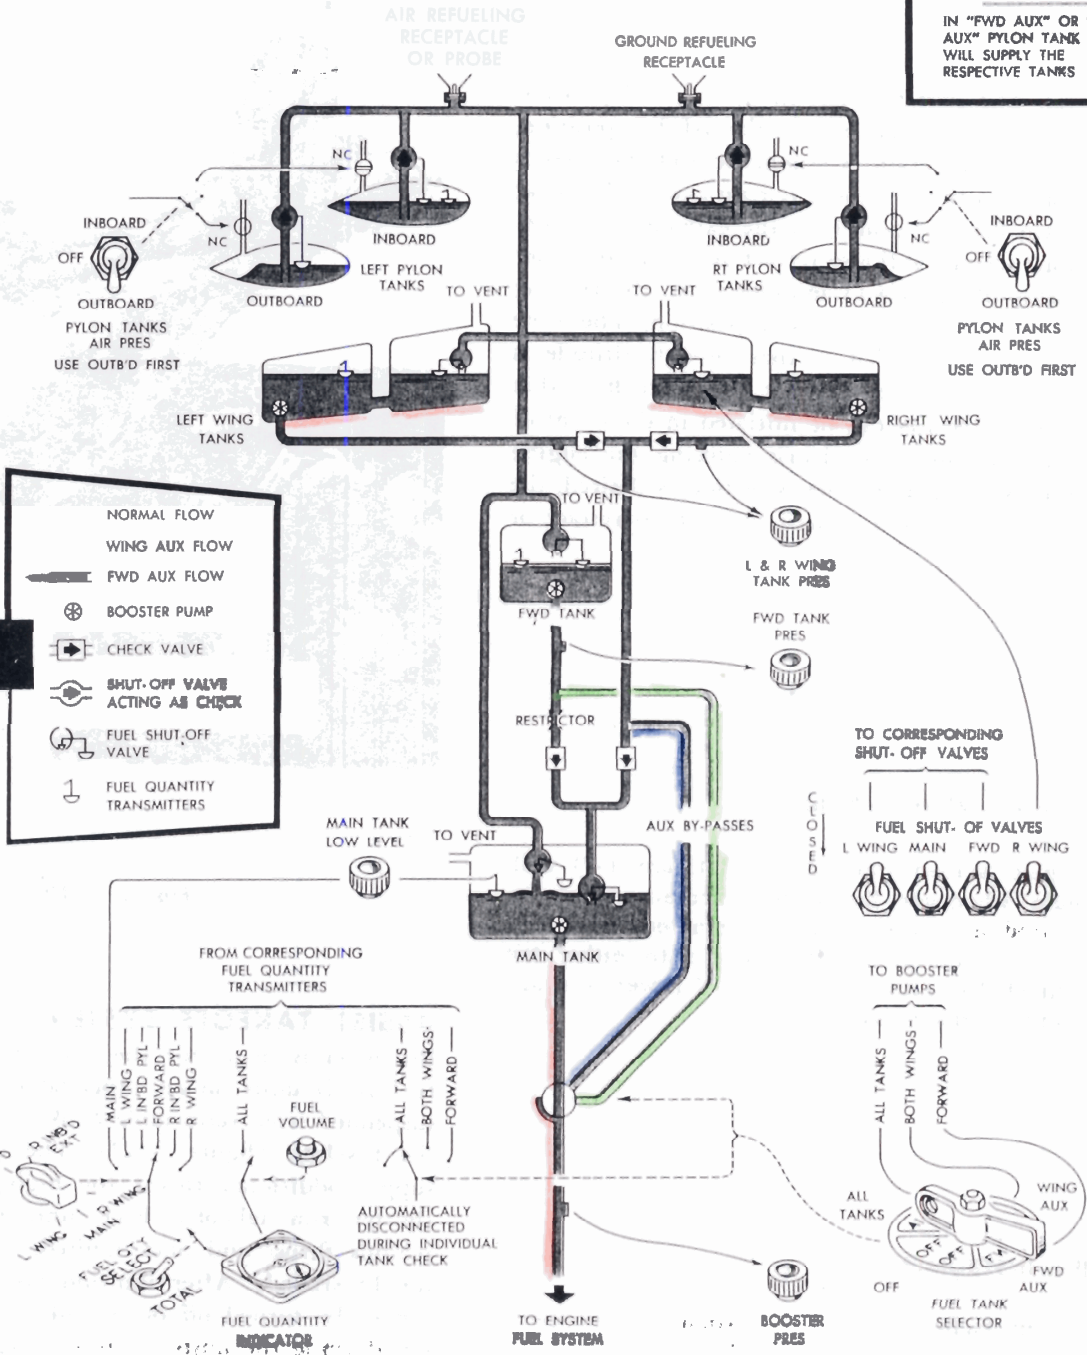 AIR REFUELING
RECEPTACLE
OR PROBE
GROUND REFUELING
RECEPTACLE
IN "FWD AUX" OR
AUX" PYLON TANK
WILL SUPPLY THE
RESPECTIVE TANKS
NC
NC
INBOARD
OFF
OUTBOARD
PYLON TANKS
AIR PRES
USE OUTB'D FIRST
NC
INBOARD
OUTBOARD
LEFT PYLON
TANKS
INBOARD
RT PYLON
TANKS
OUTBOARD
NC
INBOARD
OFF
OUTBOARD
PYLON TANKS
AIR PRES
USE OUTB'D FIRST
TO VENT
TO VENT
LEFT WING
TANKS
RIGHT WING
TANKS
NORMAL FLOW
WING AUX FLOW
FWD AUX FLOW
BOOSTER PUMP
CHECK VALVE
SHUT-OFF VALVE
ACTING AS CHECK
FUEL SHUT-OFF
VALVE
FUEL QUANTITY
TRANSMITTERS
TO VENT
FWD TANK
L & R WING
TANK PRES
FWD TANK
PRES
RESTRICTOR
AUX BY-PASSES
MAIN TANK
LOW LEVEL
TO VENT
MAIN TANK
TO CORRESPONDING
SHUT-OFF VALVES
CLOSED
FUEL SHUT-OF VALVES
L WING MAIN FWD R WING
FROM CORRESPONDING
FUEL QUANTITY
TRANSMITTERS
MAIN
L WING
L IN'BD PYL
FORWARD
R IN'BD PYL
R WING
ALL TANKS
FUEL
VOLUME
ALL TANKS
BOTH WINGS
FORWARD
TO BOOSTER
PUMPS
ALL TANKS
BOTH WINGS
FORWARD
R INB'D
EXT
R WING
MAIN
L WING
FUEL QTY
SELECT
TOTAL
FUEL QUANTITY
INDICATOR
AUTOMATICALLY
DISCONNECTED
DURING INDIVIDUAL
TANK CHECK
TO ENGINE
FUEL SYSTEM
BOOSTER
PRES
ALL
TANKS
WING
AUX
OFF
OFF
OFF
FWD
AUX
FUEL TANK
SELECTOR